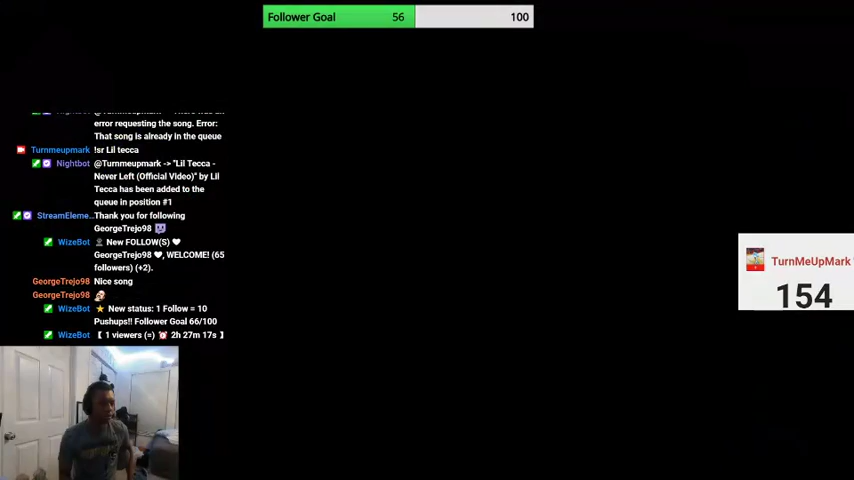 Follower Goal 56 100
error requesting the song. Error:
That song is already in the queue
Turnmeupmark !sr Lil tecca
Nightbot @Turnmeupmark -> "Lil Tecca -
Never Left (Official Video)" by Lil
Tecca has been added to the
queue in position #1
StreamEleme... Thank you for following
GeorgeTrejo98
WizeBot New FOLLOW(S)
GeorgeTrejo98 , WELCOME! (65
followers) (+2).
GeorgeTrejo98 Nice song
GeorgeTrejo98
WizeBot New status: 1 Follow = 10
Pushups!! Follower Goal 66/100
WizeBot 【 1 viewers (=) 2h 27m 17s 】
TurnMeUpMark
154